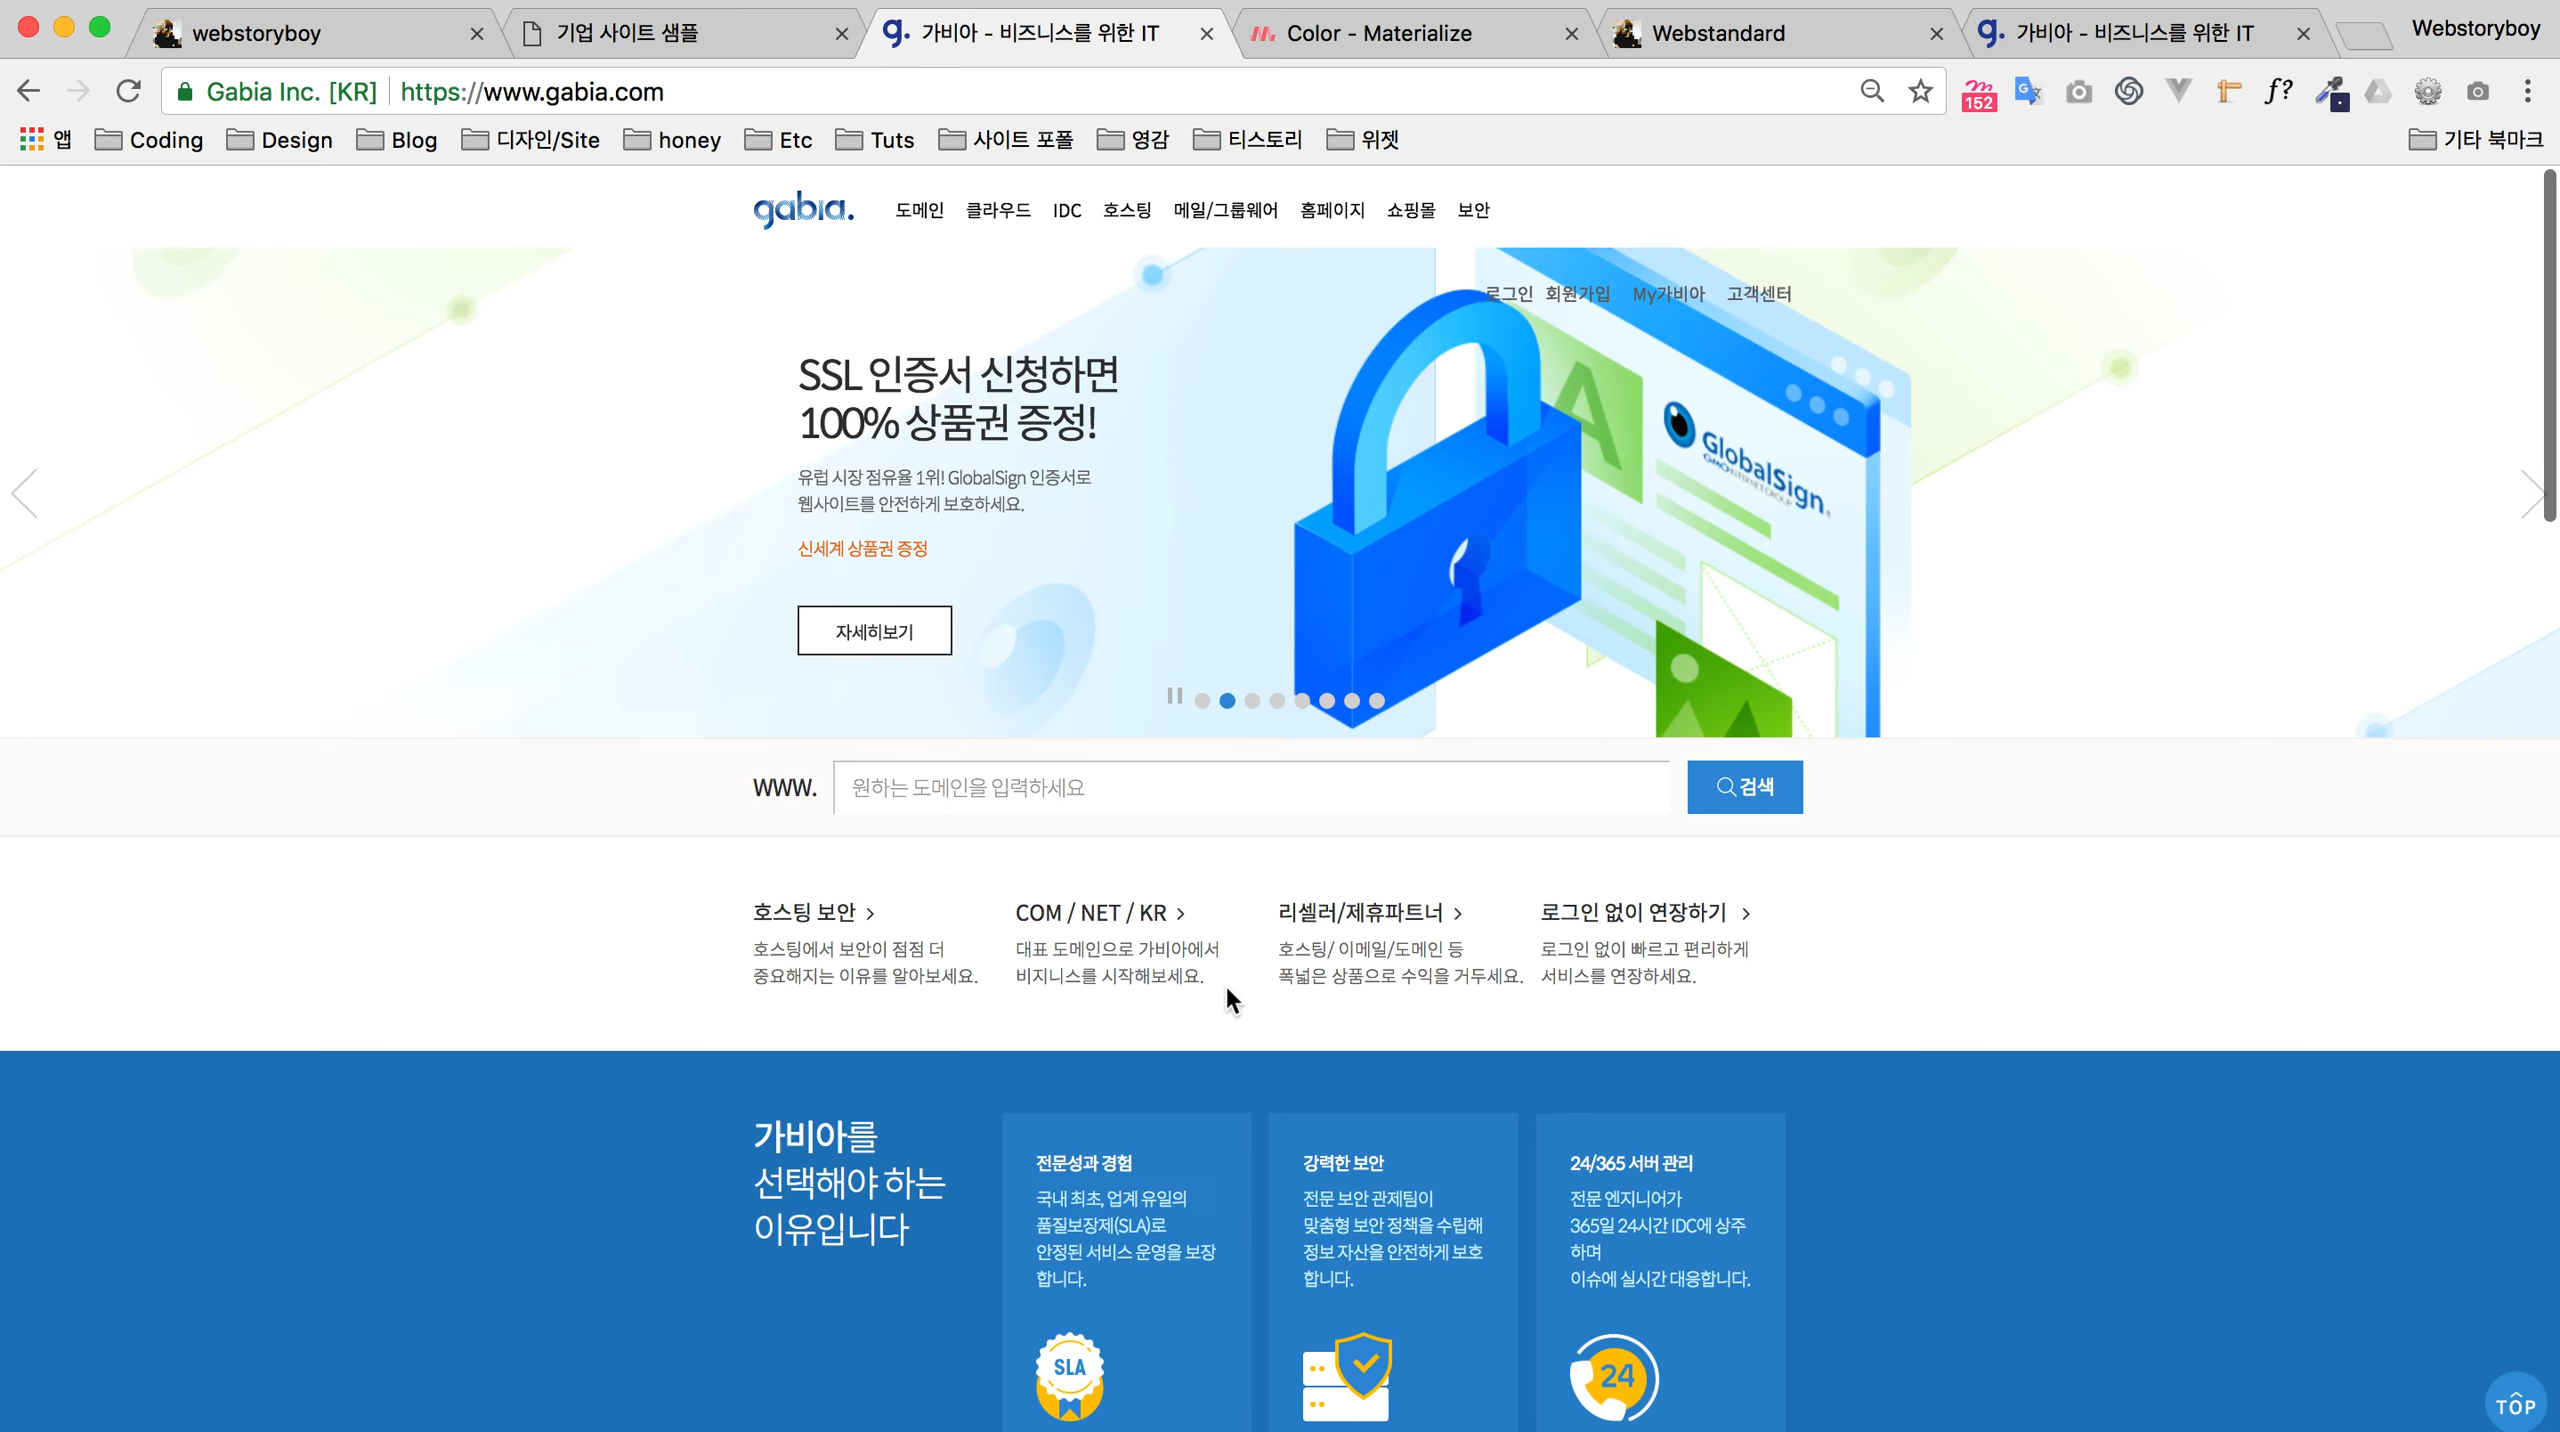 webstoryboy
기업 사이트 샘플
가비아 - 비즈니스를 위한 IT
Color - Materialize
Webstandard
가비아 - 비즈니스를 위한 IT
Webstoryboy
Gabia Inc. [KR]
https://www.gabia.com
152
f?
앱
Coding
Design
Blog
디자인/Site
honey
Etc
Tuts
사이트 포폴
영감
티스토리
위젯
기타 북마크
gabia.
도메인
클라우드
IDC
호스팅
메일/그룹웨어
홈페이지
쇼핑몰
보안
로그인
회원가입
My가비아
고객센터
SSL 인증서 신청하면
100% 상품권 증정!
유럽 시장 점유율 1위! GlobalSign 인증서로
웹사이트를 안전하게 보호하세요.
신세계 상품권 증정
자세히보기
A
GlobalSign
GMO INTERNET GROUP
WWW.
원하는 도메인을 입력하세요
검색
호스팅 보안
호스팅에서 보안이 점점 더
중요해지는 이유를 알아보세요.
COM / NET / KR
대표 도메인으로 가비아에서
비지니스를 시작해보세요.
리셀러/제휴파트너
호스팅/ 이메일/도메인 등
폭넓은 상품으로 수익을 거두세요.
로그인 없이 연장하기
로그인 없이 빠르고 편리하게
서비스를 연장하세요.
가비아를
선택해야 하는
이유입니다
전문성과 경험
국내 최초, 업계 유일의
품질보장제(SLA)로
안정된 서비스 운영을 보장
합니다.
SLA
강력한 보안
전문 보안 관제팀이
맞춤형 보안 정책을 수립해
정보 자산을 안전하게 보호
합니다.
24/365 서버 관리
전문 엔지니어가
365일 24시간 IDC에 상주
하며
이슈에 실시간 대응합니다.
24
TOP